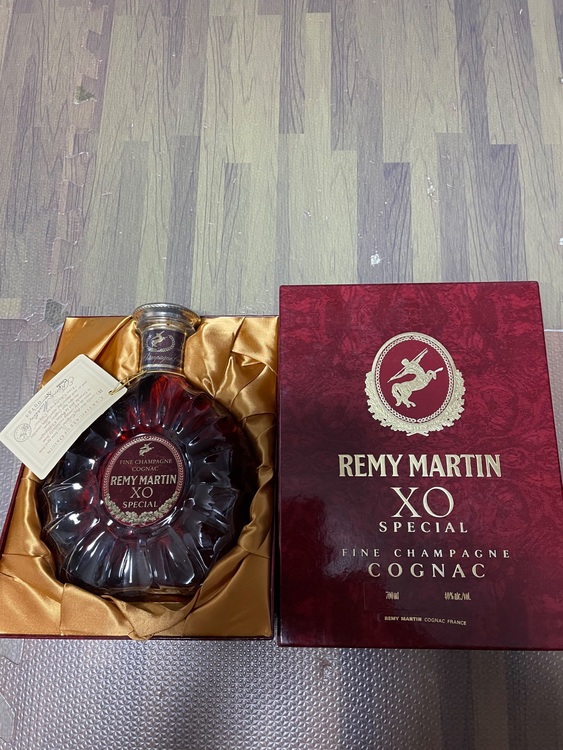 FINE CHAMPAGNE
COGNAC
REMY MARTIN
XO
SPECIAL
REMY MARTIN
XO
SPECIAL
FINE CHAMPAGNE
COGNAC
700ml 40% alc./vol.
REMY MARTIN COGNAC FRANCE